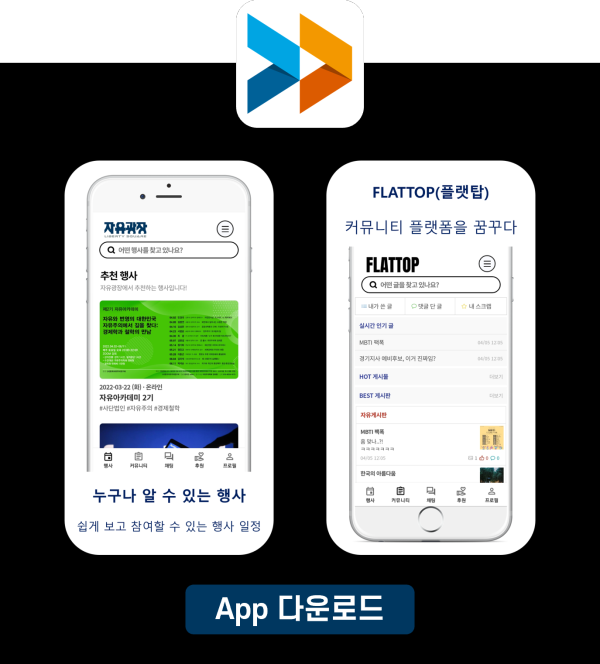 자유광장
LIBERTY SQUARE
어떤 행사를 찾고 있나요?
추천 행사
자유광장에서 추천하는 행사입니다!
제2기 자유아카데미
자유와 번영의 대한민국
자유주의에서 길을 찾다:
경제학과 철학의 만남
2022-03-22 (화) · 온라인
자유아카데미 2기
#사단법인 #자유주의 #경제철학
행사 커뮤니티 채팅 후원 프로필
누구나 알 수 있는 행사
쉽게 보고 참여할 수 있는 행사 일정
FLATTOP(플랫탑)
커뮤니티 플랫폼을 꿈꾸다
FLATTOP
어떤 글을 찾고 있나요?
내가 쓴 글 댓글 단 글 내 스크랩
실시간 인기 글
MBTI 팩폭 04/05 12:05
경기지사 예비후보, 이거 진짜임? 04/05 12:05
HOT 게시물 더보기
BEST 게시판 더보기
자유게시판
MBTI 팩폭
음 맞나..?!
ㅋㅋㅋㅋㅋㅋㅋ
04/05 12:05 1 0 0
한국의 아름다움
행사 커뮤니티 채팅 후원 프로필
App 다운로드